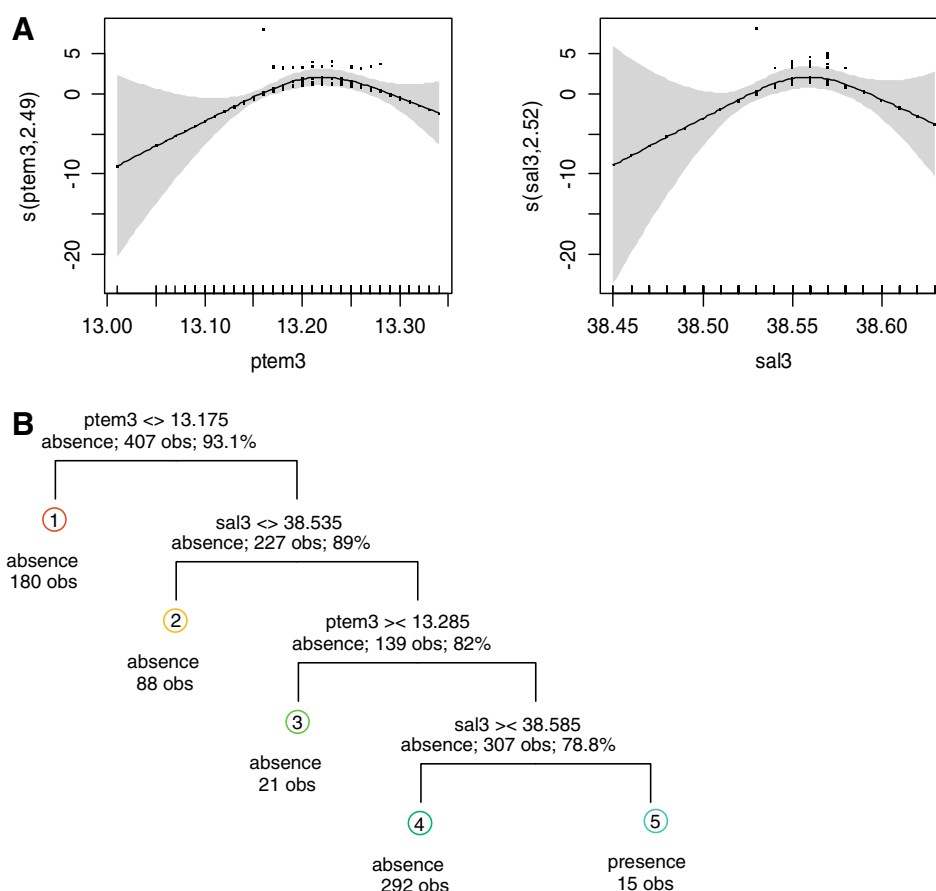 A
s(ptem3,2.49)
5
0
-10
-20
13.00 13.10 13.20 13.30
ptem3
s(sal3,2.52)
5
0
-10
-20
38.45 38.50 38.55 38.60
sal3
B
ptem3 <> 13.175
absence; 407 obs; 93.1%
1
absence
180 obs
sal3 <> 38.535
absence; 227 obs; 89%
2
absence
88 obs
ptem3 >< 13.285
absence; 139 obs; 82%
3
absence
21 obs
sal3 >< 38.585
absence; 307 obs; 78.8%
4
absence
292 obs
5
presence
15 obs